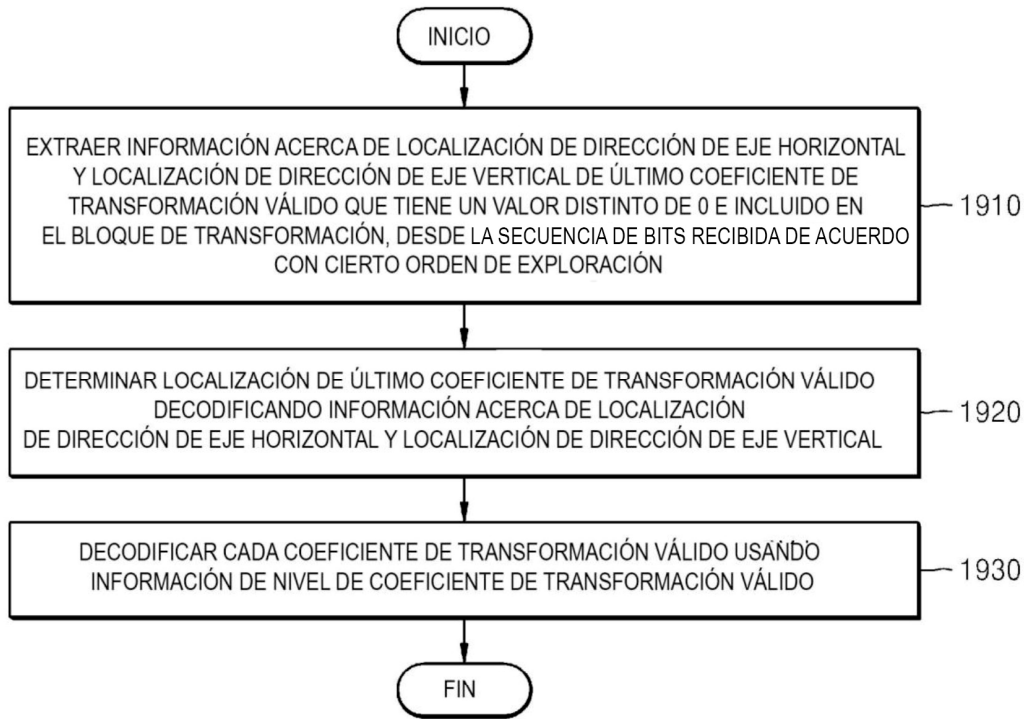 INICIO
EXTRAER INFORMACIÓN ACERCA DE LOCALIZACIÓN DE DIRECCIÓN DE EJE HORIZONTAL
Y LOCALIZACIÓN DE DIRECCIÓN DE EJE VERTICAL DE ÚLTIMO COEFICIENTE DE
TRANSFORMACIÓN VÁLIDO QUE TIENE UN VALOR DISTINTO DE 0 E INCLUIDO EN
EL BLOQUE DE TRANSFORMACIÓN, DESDE LA SECUENCIA DE BITS RECIBIDA DE ACUERDO
CON CIERTO ORDEN DE EXPLORACIÓN
1910
DETERMINAR LOCALIZACIÓN DE ÚLTIMO COEFICIENTE DE TRANSFORMACIÓN VÁLIDO
DECODIFICANDO INFORMACIÓN ACERCA DE LOCALIZACIÓN
DE DIRECCIÓN DE EJE HORIZONTAL Y LOCALIZACIÓN DE DIRECCIÓN DE EJE VERTICAL
1920
DECODIFICAR CADA COEFICIENTE DE TRANSFORMACIÓN VÁLIDO USANDO
INFORMACIÓN DE NIVEL DE COEFICIENTE DE TRANSFORMACIÓN VÁLIDO
1930
FIN